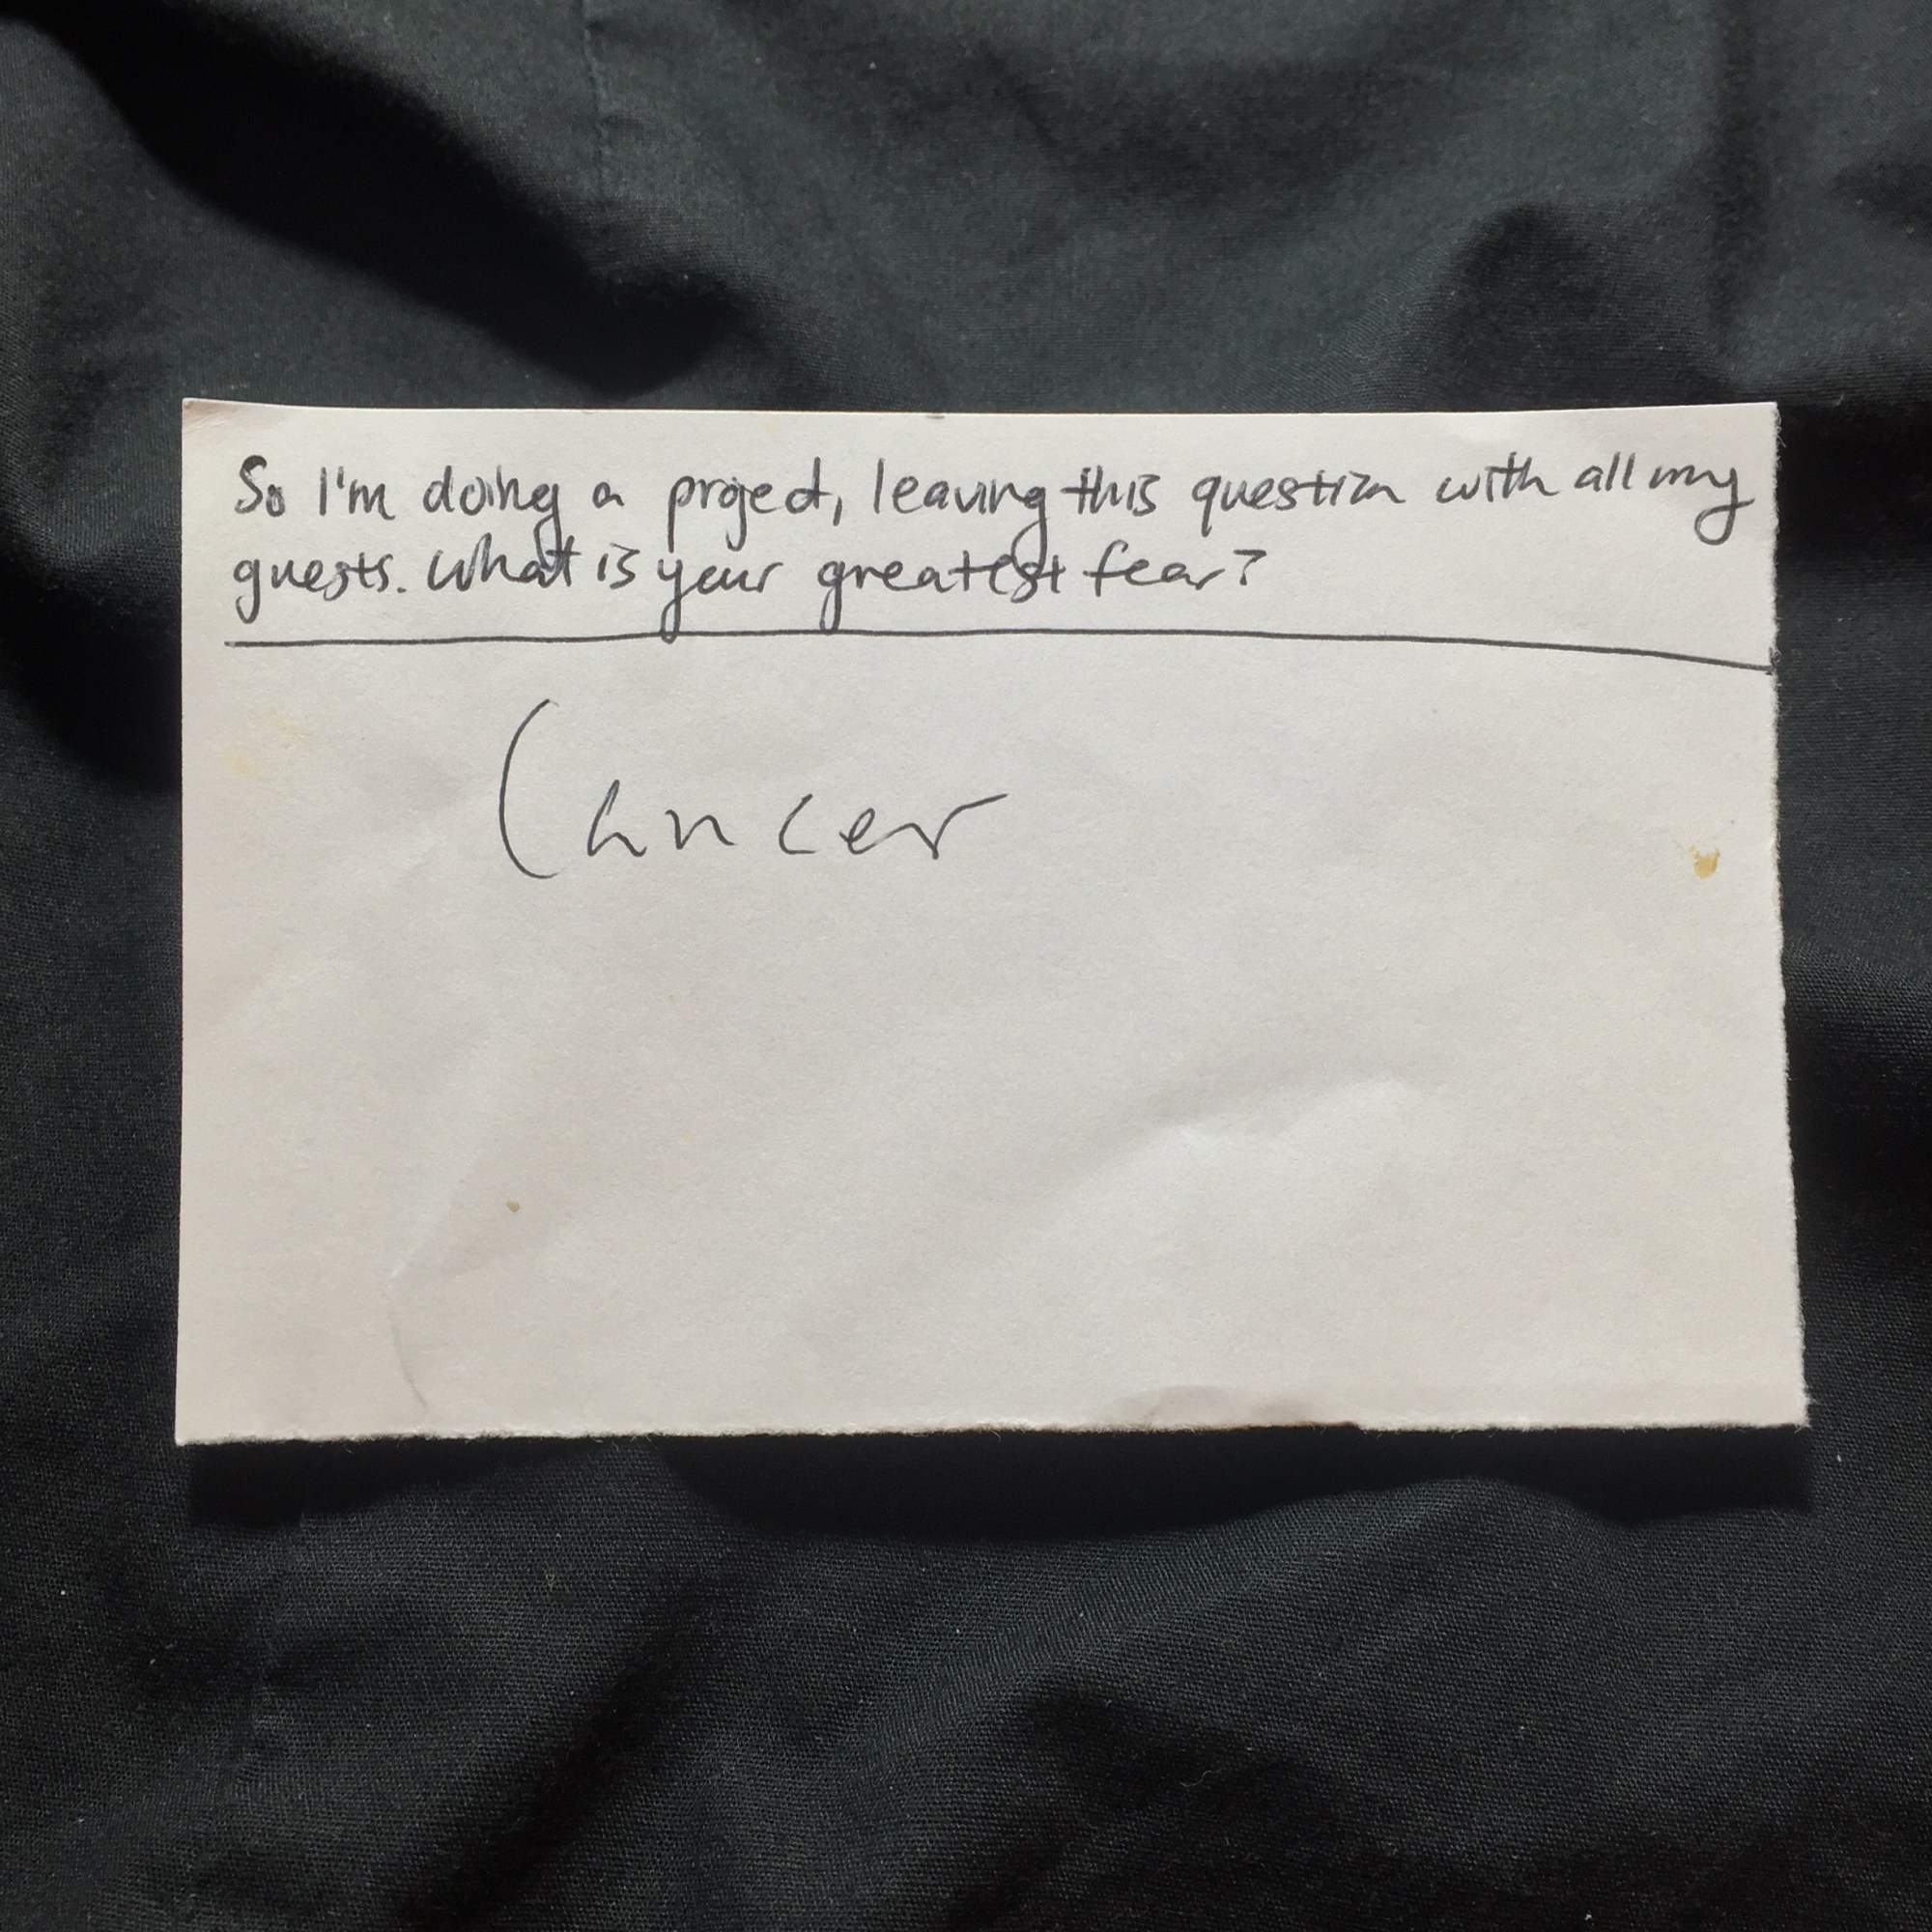 So I'm doing a project, leaving this question with all my
guests. What is your greatest fear?
Cancer